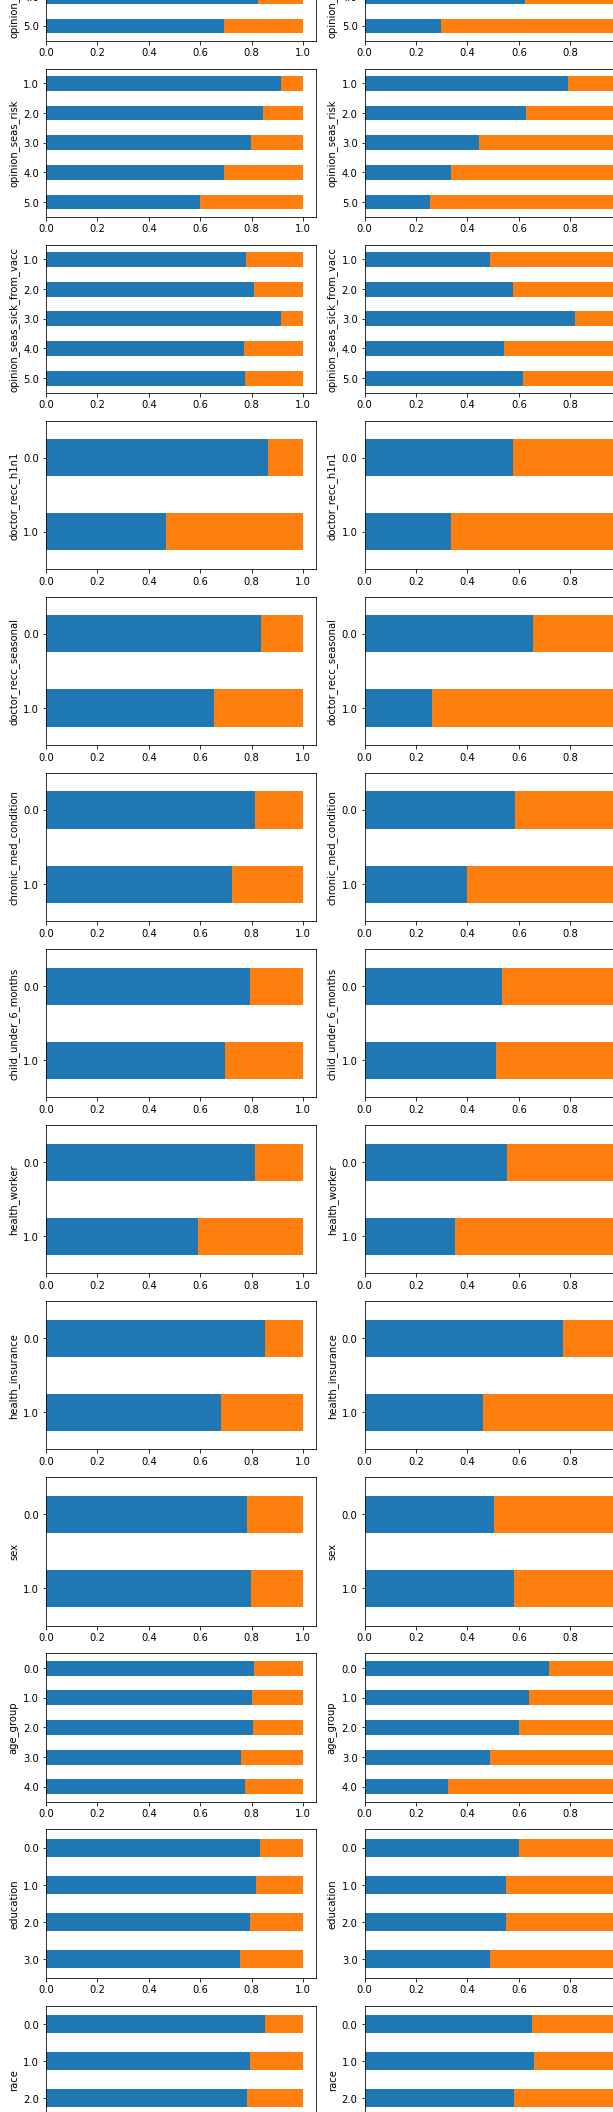 opinion_ opinion_
5.0 5.0
0.0 0.2 0.4 0.6 0.8 1.0 0.0 0.2 0.4 0.6 0.8
opinion_seas_risk opinion_seas_risk
1.0 1.0
2.0 2.0
3.0 3.0
4.0 4.0
5.0 5.0
0.0 0.2 0.4 0.6 0.8 1.0 0.0 0.2 0.4 0.6 0.8
opinion_seas_sick_from_vacc opinion_seas_sick_from_vacc
1.0 1.0
2.0 2.0
3.0 3.0
4.0 4.0
5.0 5.0
0.0 0.2 0.4 0.6 0.8 1.0 0.0 0.2 0.4 0.6 0.8
doctor_recc_h1n1 doctor_recc_h1n1
0.0 0.0
1.0 1.0
0.0 0.2 0.4 0.6 0.8 1.0 0.0 0.2 0.4 0.6 0.8
doctor_recc_seasonal doctor_recc_seasonal
0.0 0.0
1.0 1.0
0.0 0.2 0.4 0.6 0.8 1.0 0.0 0.2 0.4 0.6 0.8
chronic_med_condition chronic_med_condition
0.0 0.0
1.0 1.0
0.0 0.2 0.4 0.6 0.8 1.0 0.0 0.2 0.4 0.6 0.8
child_under_6_months child_under_6_months
0.0 0.0
1.0 1.0
0.0 0.2 0.4 0.6 0.8 1.0 0.0 0.2 0.4 0.6 0.8
health_worker health_worker
0.0 0.0
1.0 1.0
0.0 0.2 0.4 0.6 0.8 1.0 0.0 0.2 0.4 0.6 0.8
health_insurance health_insurance
0.0 0.0
1.0 1.0
0.0 0.2 0.4 0.6 0.8 1.0 0.0 0.2 0.4 0.6 0.8
sex sex
0.0 0.0
1.0 1.0
0.0 0.2 0.4 0.6 0.8 1.0 0.0 0.2 0.4 0.6 0.8
age_group age_group
0.0 0.0
1.0 1.0
2.0 2.0
3.0 3.0
4.0 4.0
0.0 0.2 0.4 0.6 0.8 1.0 0.0 0.2 0.4 0.6 0.8
education education
0.0 0.0
1.0 1.0
2.0 2.0
3.0 3.0
0.0 0.2 0.4 0.6 0.8 1.0 0.0 0.2 0.4 0.6 0.8
race race
0.0 0.0
1.0 1.0
2.0 2.0